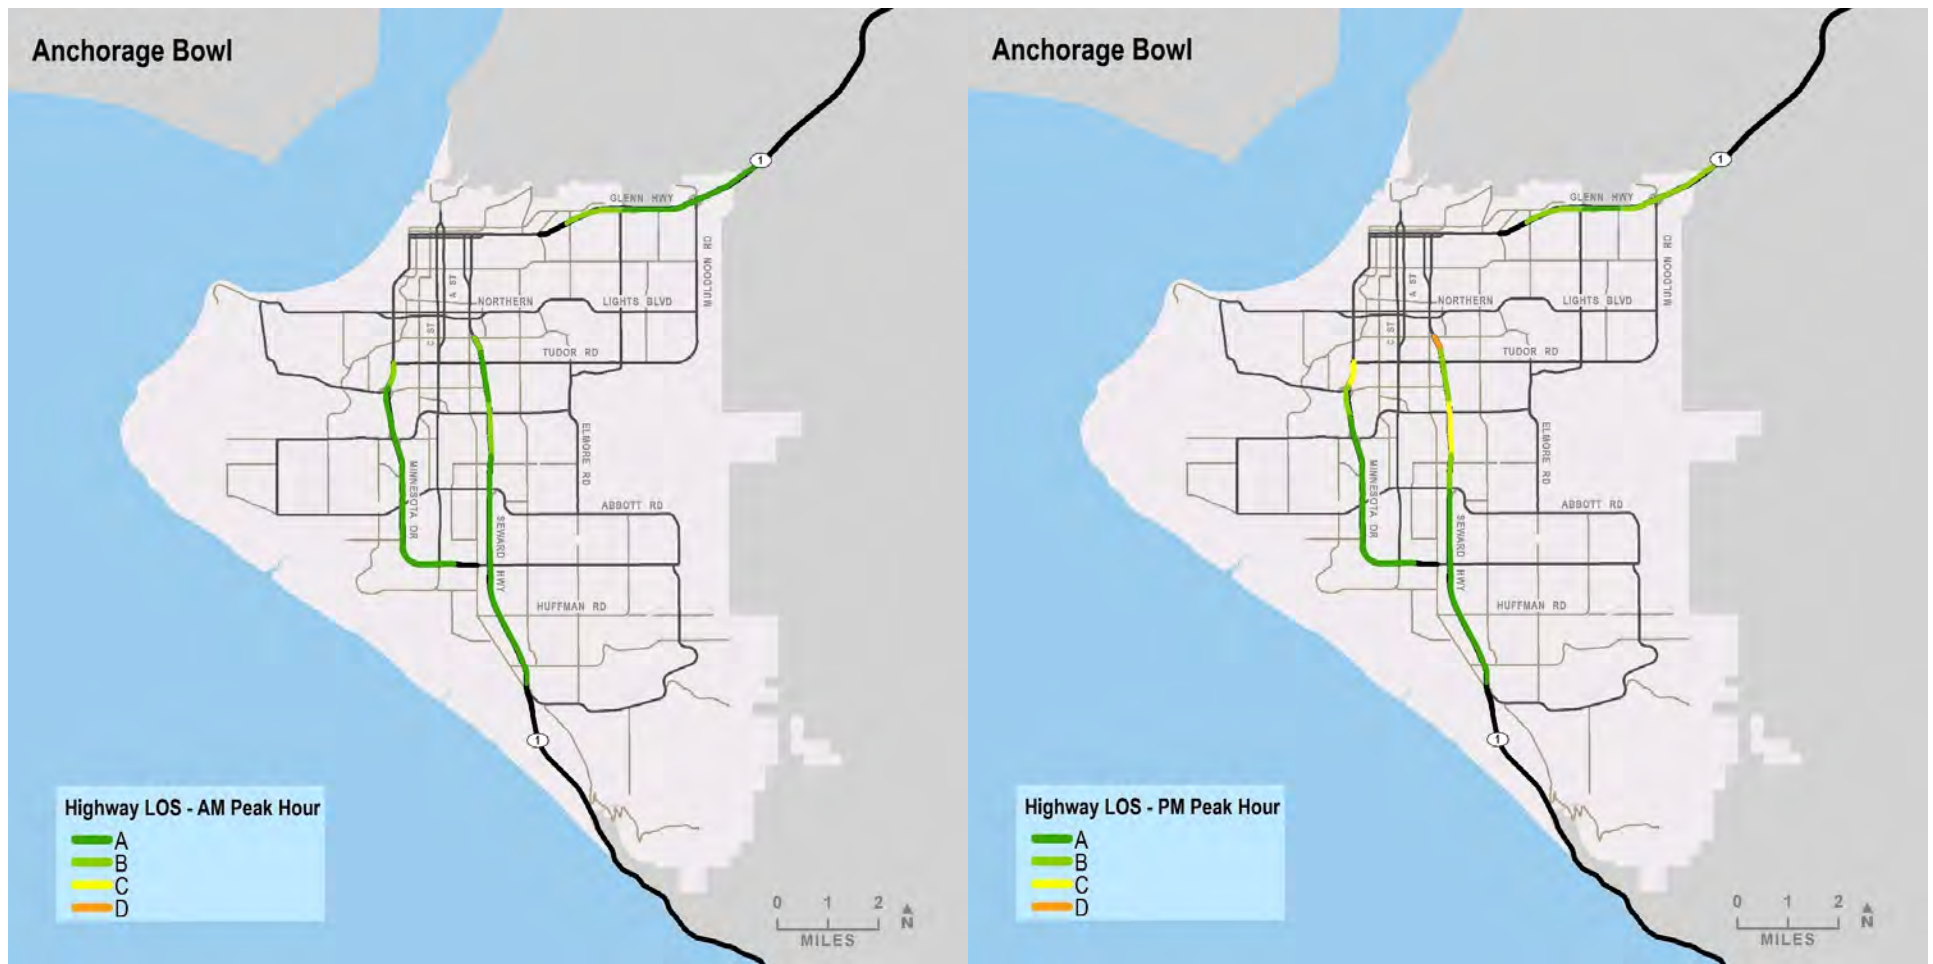 Anchorage Bowl
1
GLENN HWY
MULDOON RD
A ST
NORTHERN LIGHTS BLVD
C ST
TUDOR RD
ELMORE RD
MINNESOTA DR
ABBOTT RD
SEWARD HWY
HUFFMAN RD
1
Highway LOS - AM Peak Hour
A
B
C
D
0 1 2
MILES
N
Anchorage Bowl
1
GLENN HWY
MULDOON RD
A ST
NORTHERN LIGHTS BLVD
C ST
TUDOR RD
ELMORE RD
MINNESOTA DR
ABBOTT RD
SEWARD HWY
HUFFMAN RD
1
Highway LOS - PM Peak Hour
A
B
C
D
0 1 2
MILES
N